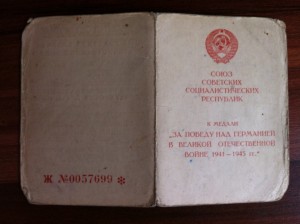 Ж №0057699 ✻
СОЮЗ
СОВЕТСКИХ
СОЦИАЛИСТИЧЕСКИХ
РЕСПУБЛИК
К МЕДАЛИ
„ЗА ПОБЕДУ НАД ГЕРМАНИЕЙ
В ВЕЛИКОЙ ОТЕЧЕСТВЕННОЙ
ВОЙНЕ 1941—1945 гг."